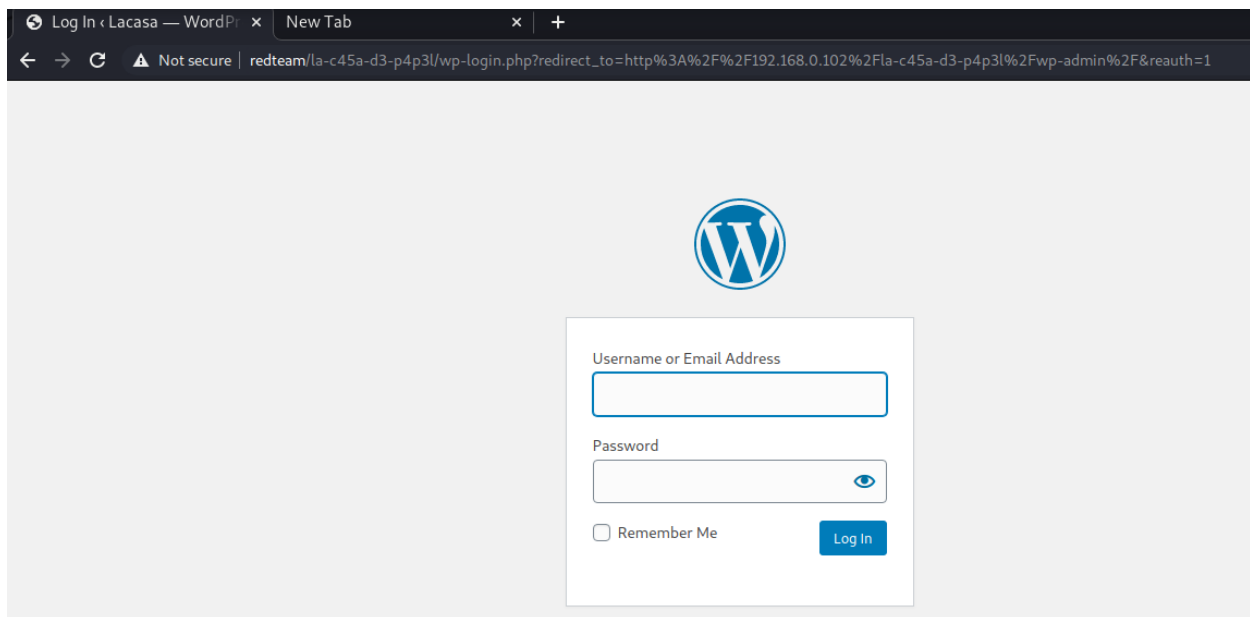 Log In ‹ Lacasa — WordPr
New Tab
Not secure redteam/la-c45a-d3-p4p3l/wp-login.php?redirect_to=http%3A%2F%2F192.168.0.102%2Fla-c45a-d3-p4p3l%2Fwp-admin%2F&reauth=1
Username or Email Address
Password
Remember Me
Log In